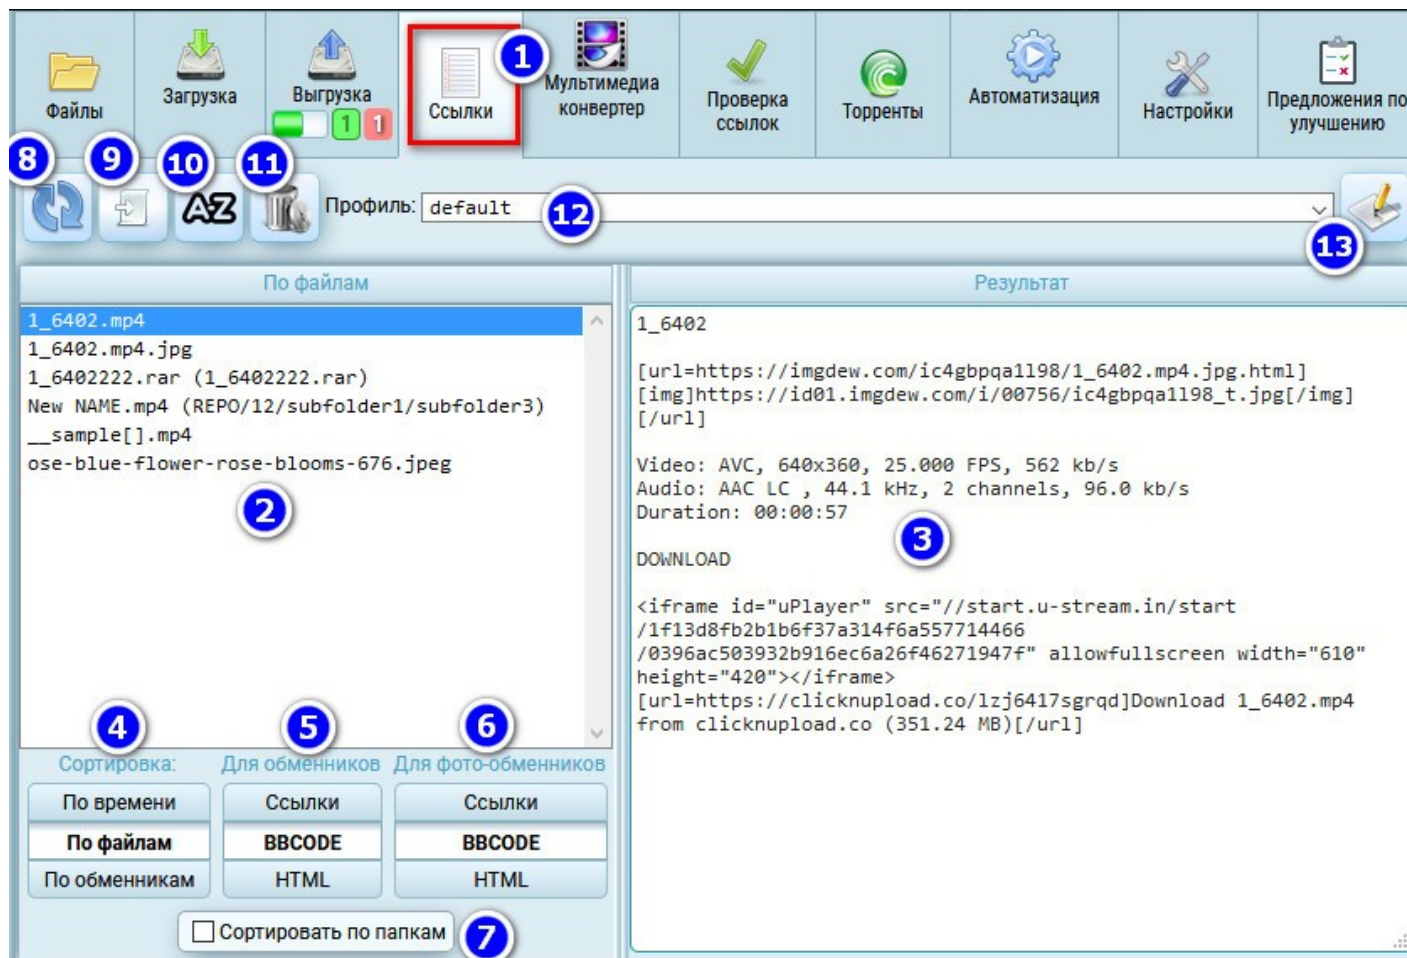 Файлы
Загрузка
Выгрузка
1 1
Ссылки
1
Мультимедиа
конвертер
Проверка
ссылок
Торренты
Автоматизация
Настройки
Предложения по
улучшению
8
9
10
11
A-Z
Профиль: default
12
13
По файлам
1_6402.mp4
1_6402.mp4.jpg
1_6402222.rar (1_6402222.rar)
New NAME.mp4 (REPO/12/subfolder1/subfolder3)
__sample[].mp4
ose-blue-flower-rose-blooms-676.jpeg
2
Результат
1_6402
[url=https://imgdew.com/ic4gbpqa1l98/1_6402.mp4.jpg.html]
[img]https://id01.imgdew.com/i/00756/ic4gbpqa1l98_t.jpg[/img]
[/url]
Video: AVC, 640x360, 25.000 FPS, 562 kb/s
Audio: AAC LC , 44.1 kHz, 2 channels, 96.0 kb/s
Duration: 00:00:57
3
DOWNLOAD
<iframe id="uPlayer" src="//start.u-stream.in/start
/1f13d8fb2b1b6f37a314f6a557714466
/0396ac503932b916ec6a26f46271947f" allowfullscreen width="610"
height="420"></iframe>
[url=https://clicknupload.co/lzj6417sgrqd]Download 1_6402.mp4
from clicknupload.co (351.24 MB)[/url]
4
5
6
Сортировка:
Для обменников
Для фото-обменников
По времени
Ссылки
Ссылки
По файлам
BBCODE
BBCODE
По обменникам
HTML
HTML
Сортировать по папкам
7